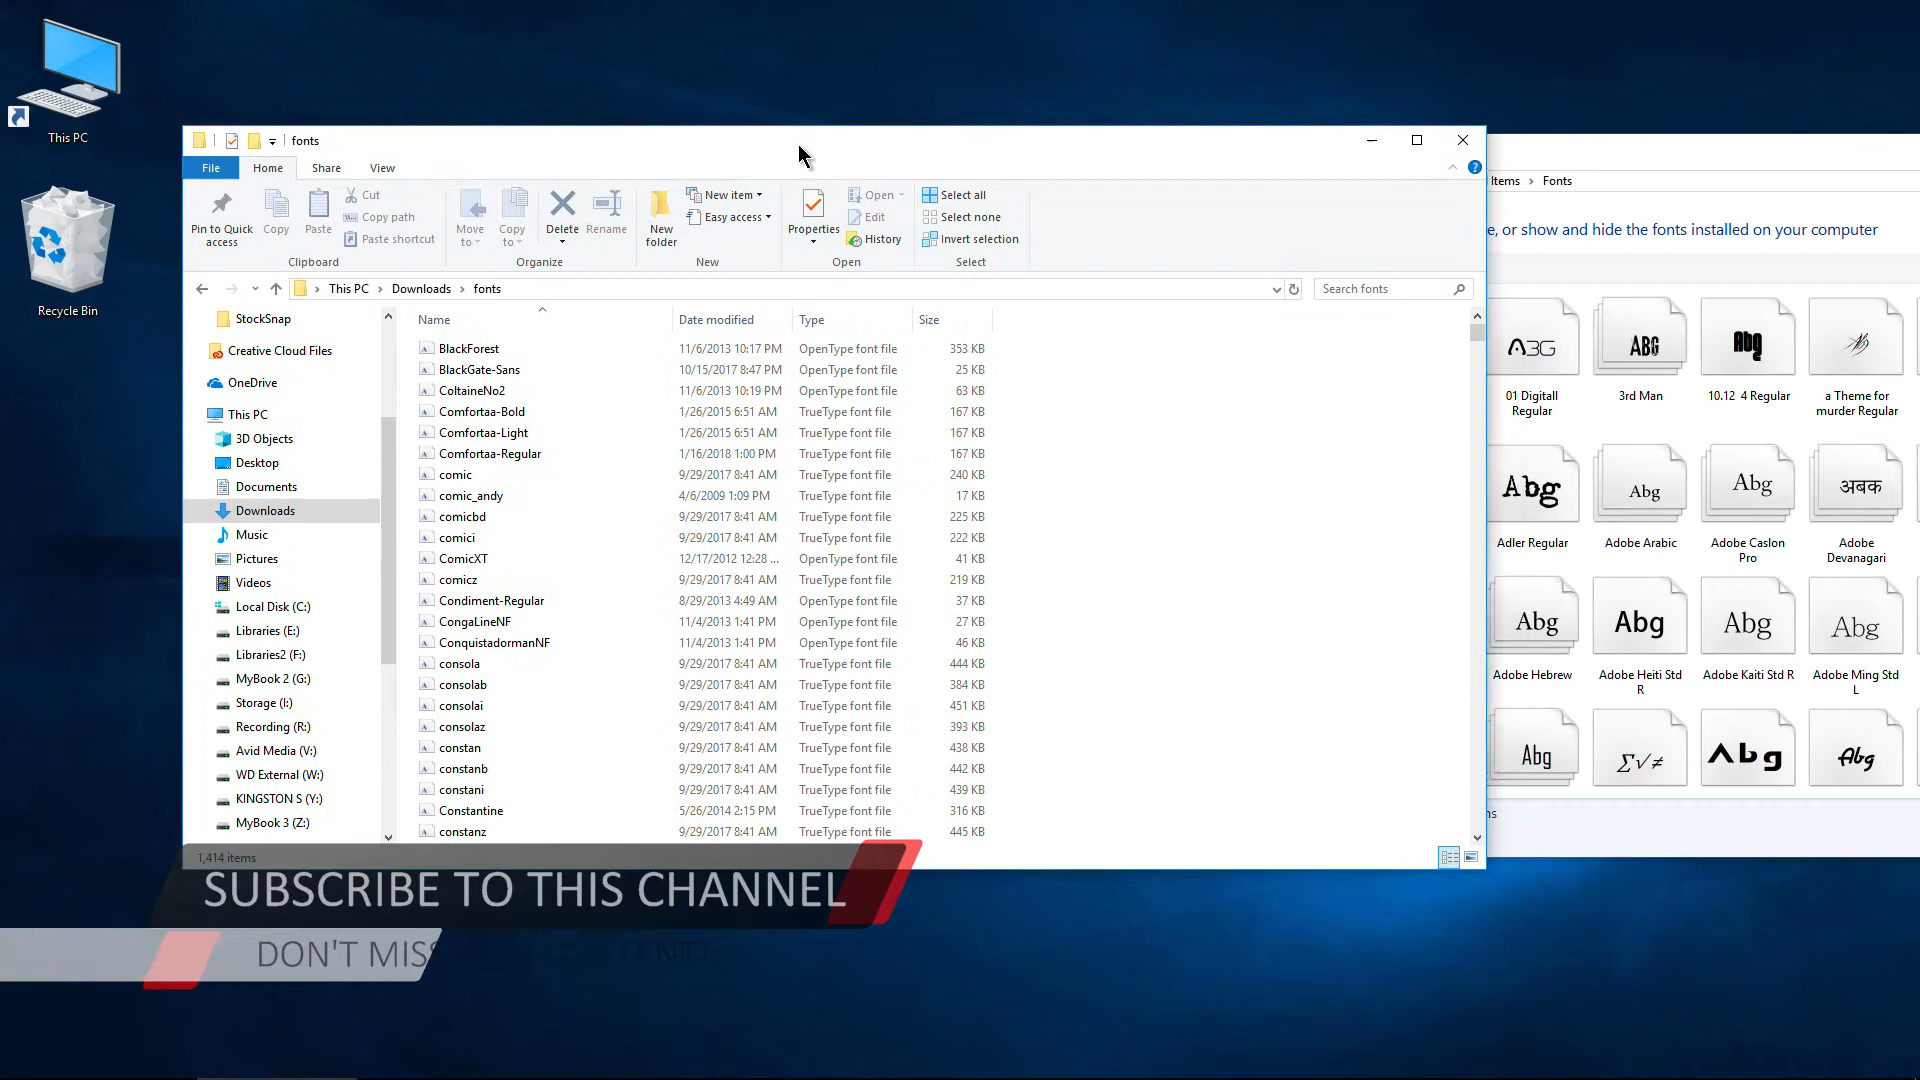 This PC
Recycle Bin
fonts
File Home Share View
Pin to Quick access
Copy
Paste
Cut
Copy path
Paste shortcut
Clipboard
Move to
Copy to
Delete
Rename
Organize
New folder
New item
Easy access
New
Properties
Open
Edit
History
Open
Select all
Select none
Invert selection
Select
This PC Downloads fonts
Search fonts
StockSnap
Creative Cloud Files
OneDrive
This PC
3D Objects
Desktop
Documents
Downloads
Music
Pictures
Videos
Local Disk (C:)
Libraries (E:)
Libraries2 (F:)
MyBook 2 (G:)
Storage (I:)
Recording (R:)
Avid Media (V:)
WD External (W:)
KINGSTON S (Y:)
MyBook 3 (Z:)
Name Date modified Type Size
BlackForest 11/6/2013 10:17 PM OpenType font file 353 KB
BlackGate-Sans 10/15/2017 8:47 PM OpenType font file 25 KB
ColtaineNo2 11/6/2013 10:19 PM OpenType font file 63 KB
Comfortaa-Bold 1/26/2015 6:51 AM TrueType font file 167 KB
Comfortaa-Light 1/26/2015 6:51 AM TrueType font file 167 KB
Comfortaa-Regular 1/16/2018 1:00 PM TrueType font file 167 KB
comic 9/29/2017 8:41 AM TrueType font file 240 KB
comic_andy 4/6/2009 1:09 PM TrueType font file 17 KB
comicbd 9/29/2017 8:41 AM TrueType font file 225 KB
comici 9/29/2017 8:41 AM TrueType font file 222 KB
ComicXT 12/17/2012 12:28 ... OpenType font file 41 KB
comicz 9/29/2017 8:41 AM TrueType font file 219 KB
Condiment-Regular 8/29/2013 4:49 AM OpenType font file 37 KB
CongaLineNF 11/4/2013 1:41 PM OpenType font file 27 KB
ConquistadormanNF 11/4/2013 1:41 PM OpenType font file 46 KB
consola 9/29/2017 8:41 AM TrueType font file 444 KB
consolab 9/29/2017 8:41 AM TrueType font file 384 KB
consolai 9/29/2017 8:41 AM TrueType font file 451 KB
consolaz 9/29/2017 8:41 AM TrueType font file 393 KB
constan 9/29/2017 8:41 AM TrueType font file 438 KB
constanb 9/29/2017 8:41 AM TrueType font file 442 KB
constani 9/29/2017 8:41 AM TrueType font file 439 KB
Constantine 5/26/2014 2:15 PM TrueType font file 316 KB
constanz 9/29/2017 8:41 AM TrueType font file 445 KB
1,414 items
Items Fonts
e, or show and hide the fonts installed on your computer
A3G ABG Abg
01 Digitall Regular
3rd Man
10.12 4 Regular
a Theme for murder Regular
Abg Abg Abg अबक
Adler Regular
Adobe Arabic
Adobe Caslon Pro
Adobe Devanagari
Abg Abg Abg Abg
Adobe Hebrew
Adobe Heiti Std R
Adobe Kaiti Std R
Adobe Ming Std L
Abg ∑√≠ Abg Abg
ns
SUBSCRIBE TO THIS CHANNEL
DON'T MISS